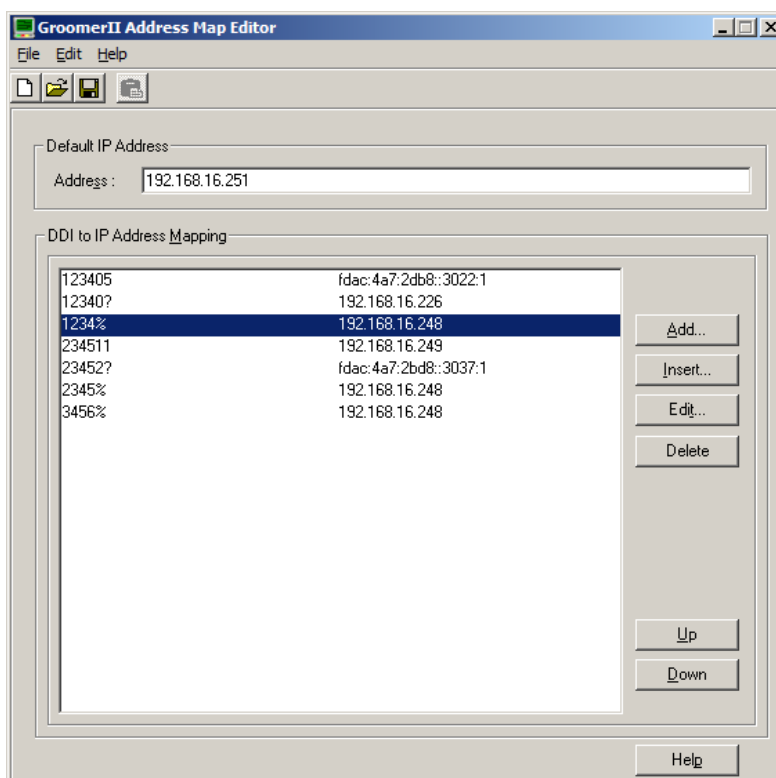 GroomerII Address Map Editor
File Edit Help
Default IP Address
Address : 192.168.16.251
DDI to IP Address Mapping
123405 fdac:4a7:2db8::3022:1
12340? 192.168.16.226
1234% 192.168.16.248
234511 192.168.16.249
23452? fdac:4a7:2bd8::3037:1
2345% 192.168.16.248
3456% 192.168.16.248
Add...
Insert...
Edit...
Delete
Up
Down
Help